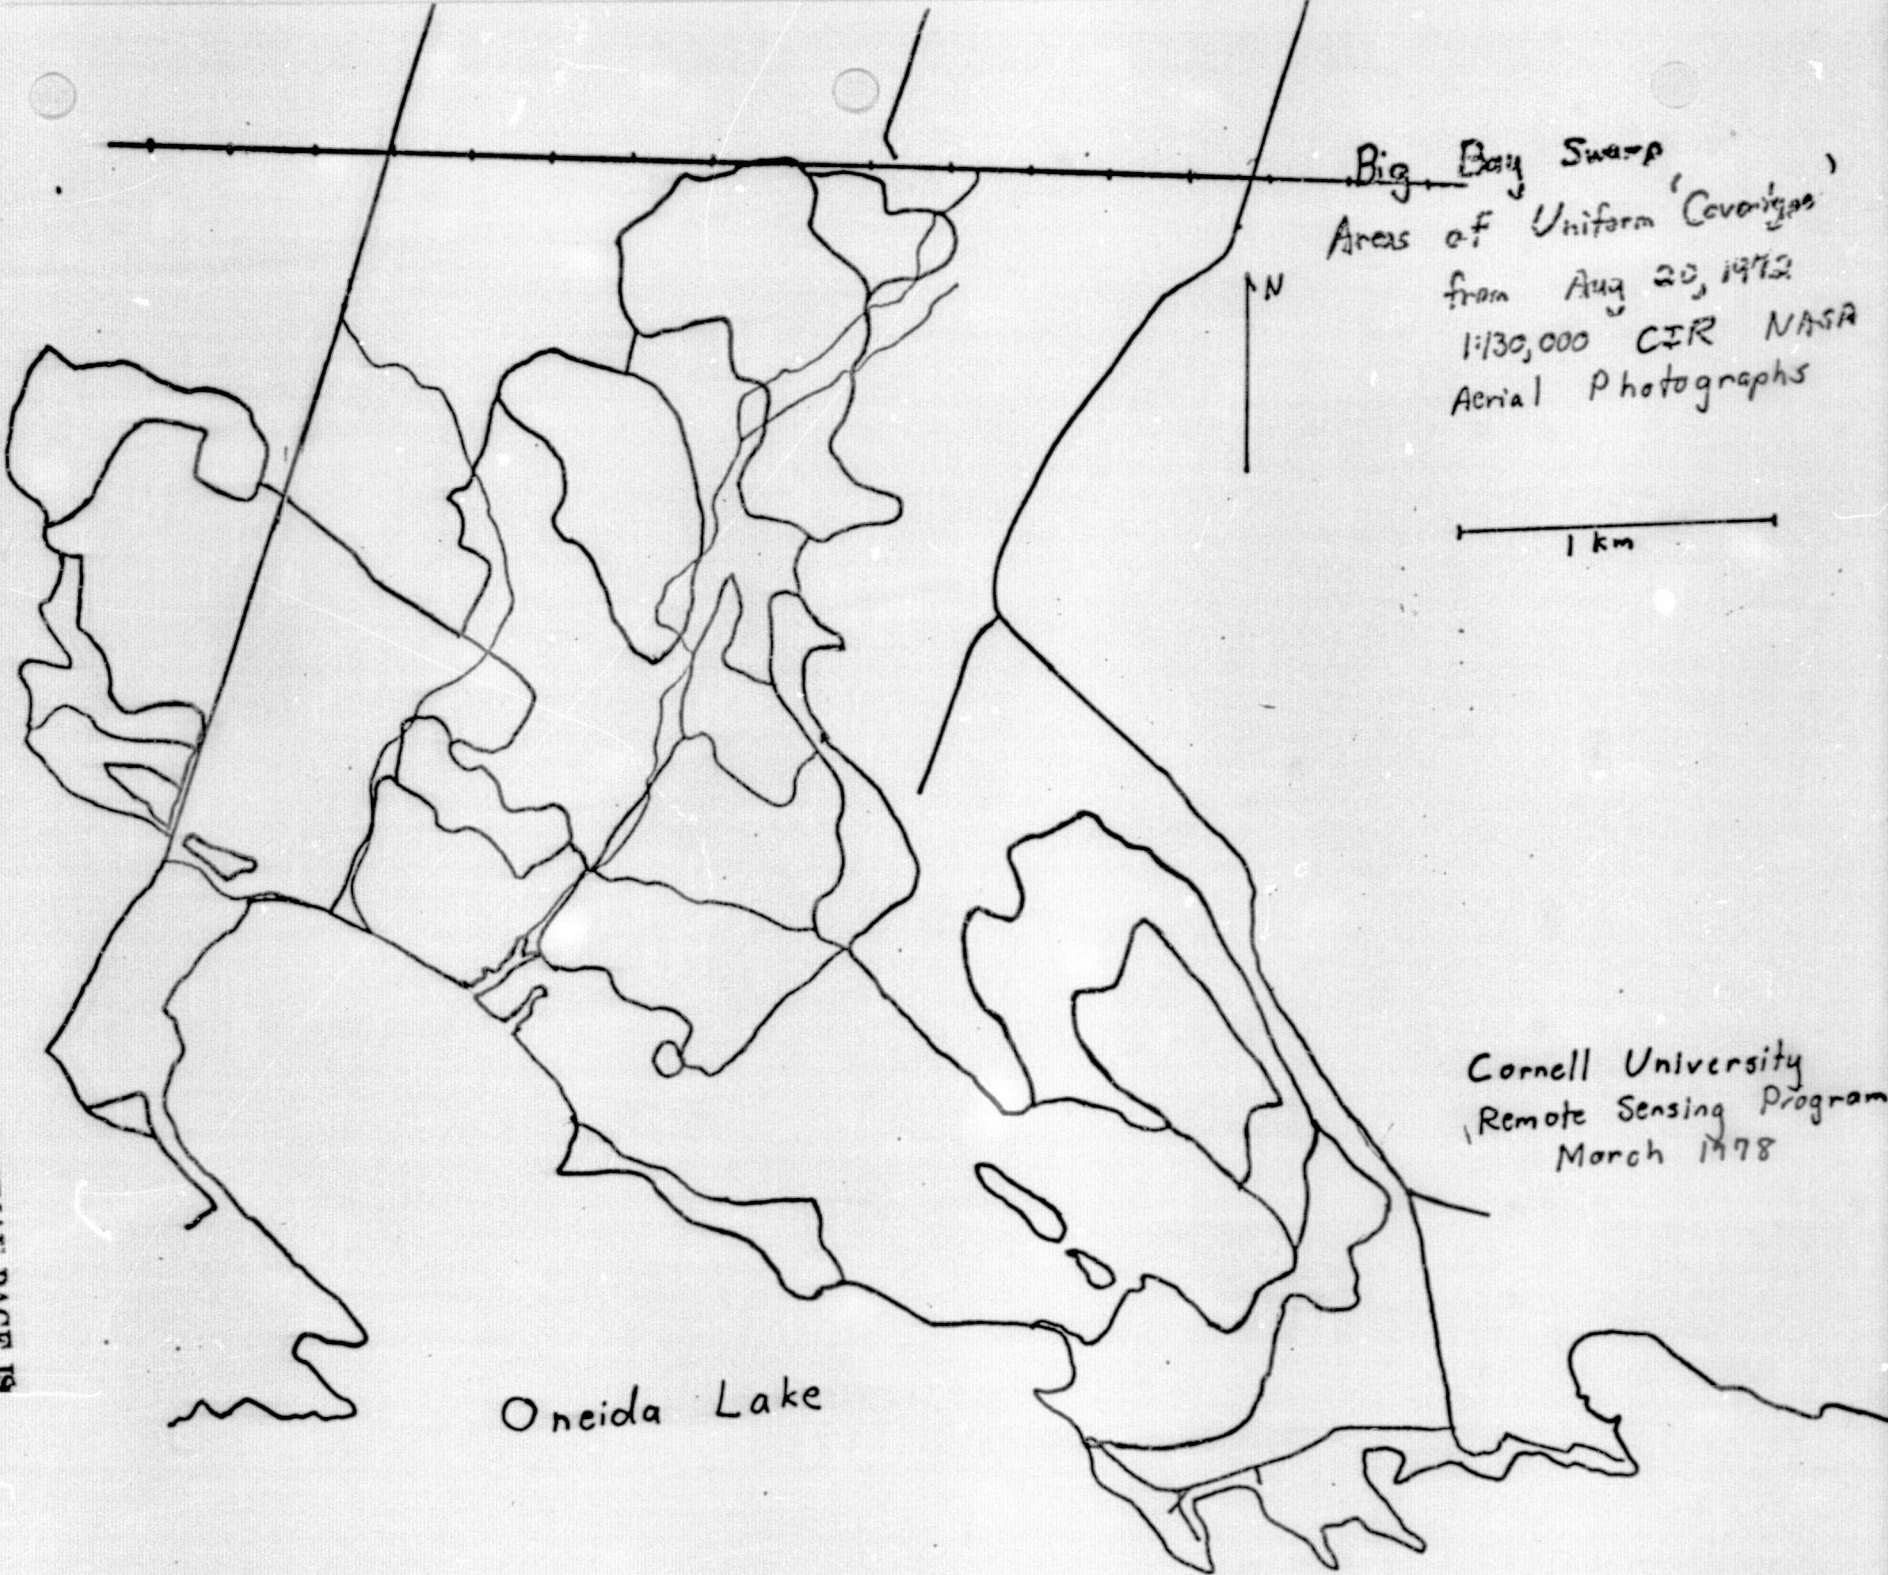 Big Bay Swamp
Areas of Uniform 'Coverages'
from Aug 20, 1972
1:130,000 CIR NASA
Aerial Photographs
N
1 km
Cornell University
Remote Sensing Program
March 1978
Oneida Lake